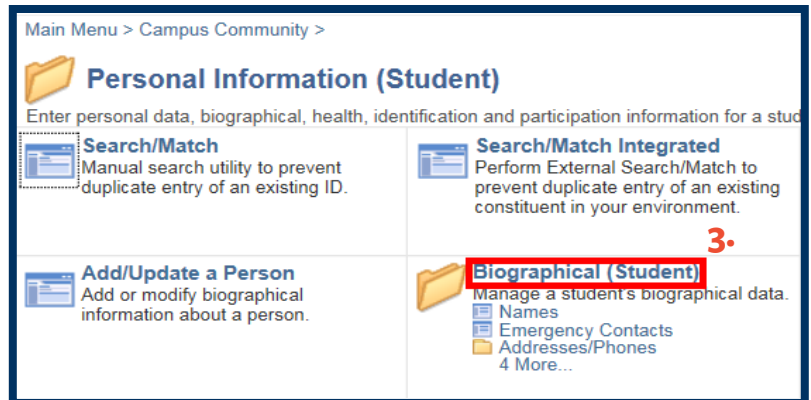 Main Menu > Campus Community >
Personal Information (Student)
Enter personal data, biographical, health, identification and participation information for a stud
Search/Match
Manual search utility to prevent
duplicate entry of an existing ID.
Search/Match Integrated
Perform External Search/Match to
prevent duplicate entry of an existing
constituent in your environment.
3.
Add/Update a Person
Add or modify biographical
information about a person.
Biographical (Student)
Manage a student's biographical data.
Names
Emergency Contacts
Addresses/Phones
4 More...